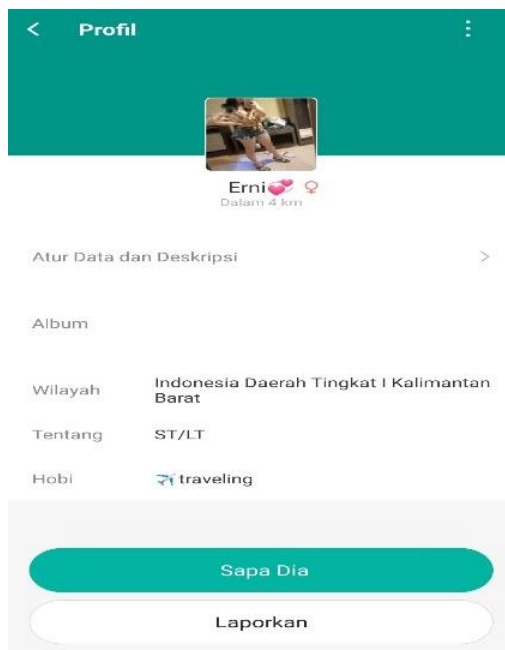 Profil
Erni💞 ♀
Dalam 4 km
Atur Data dan Deskripsi
Album
Wilayah
Indonesia Daerah Tingkat I Kalimantan
Barat
Tentang
ST/LT
Hobi
✈️traveling
Sapa Dia
Laporkan